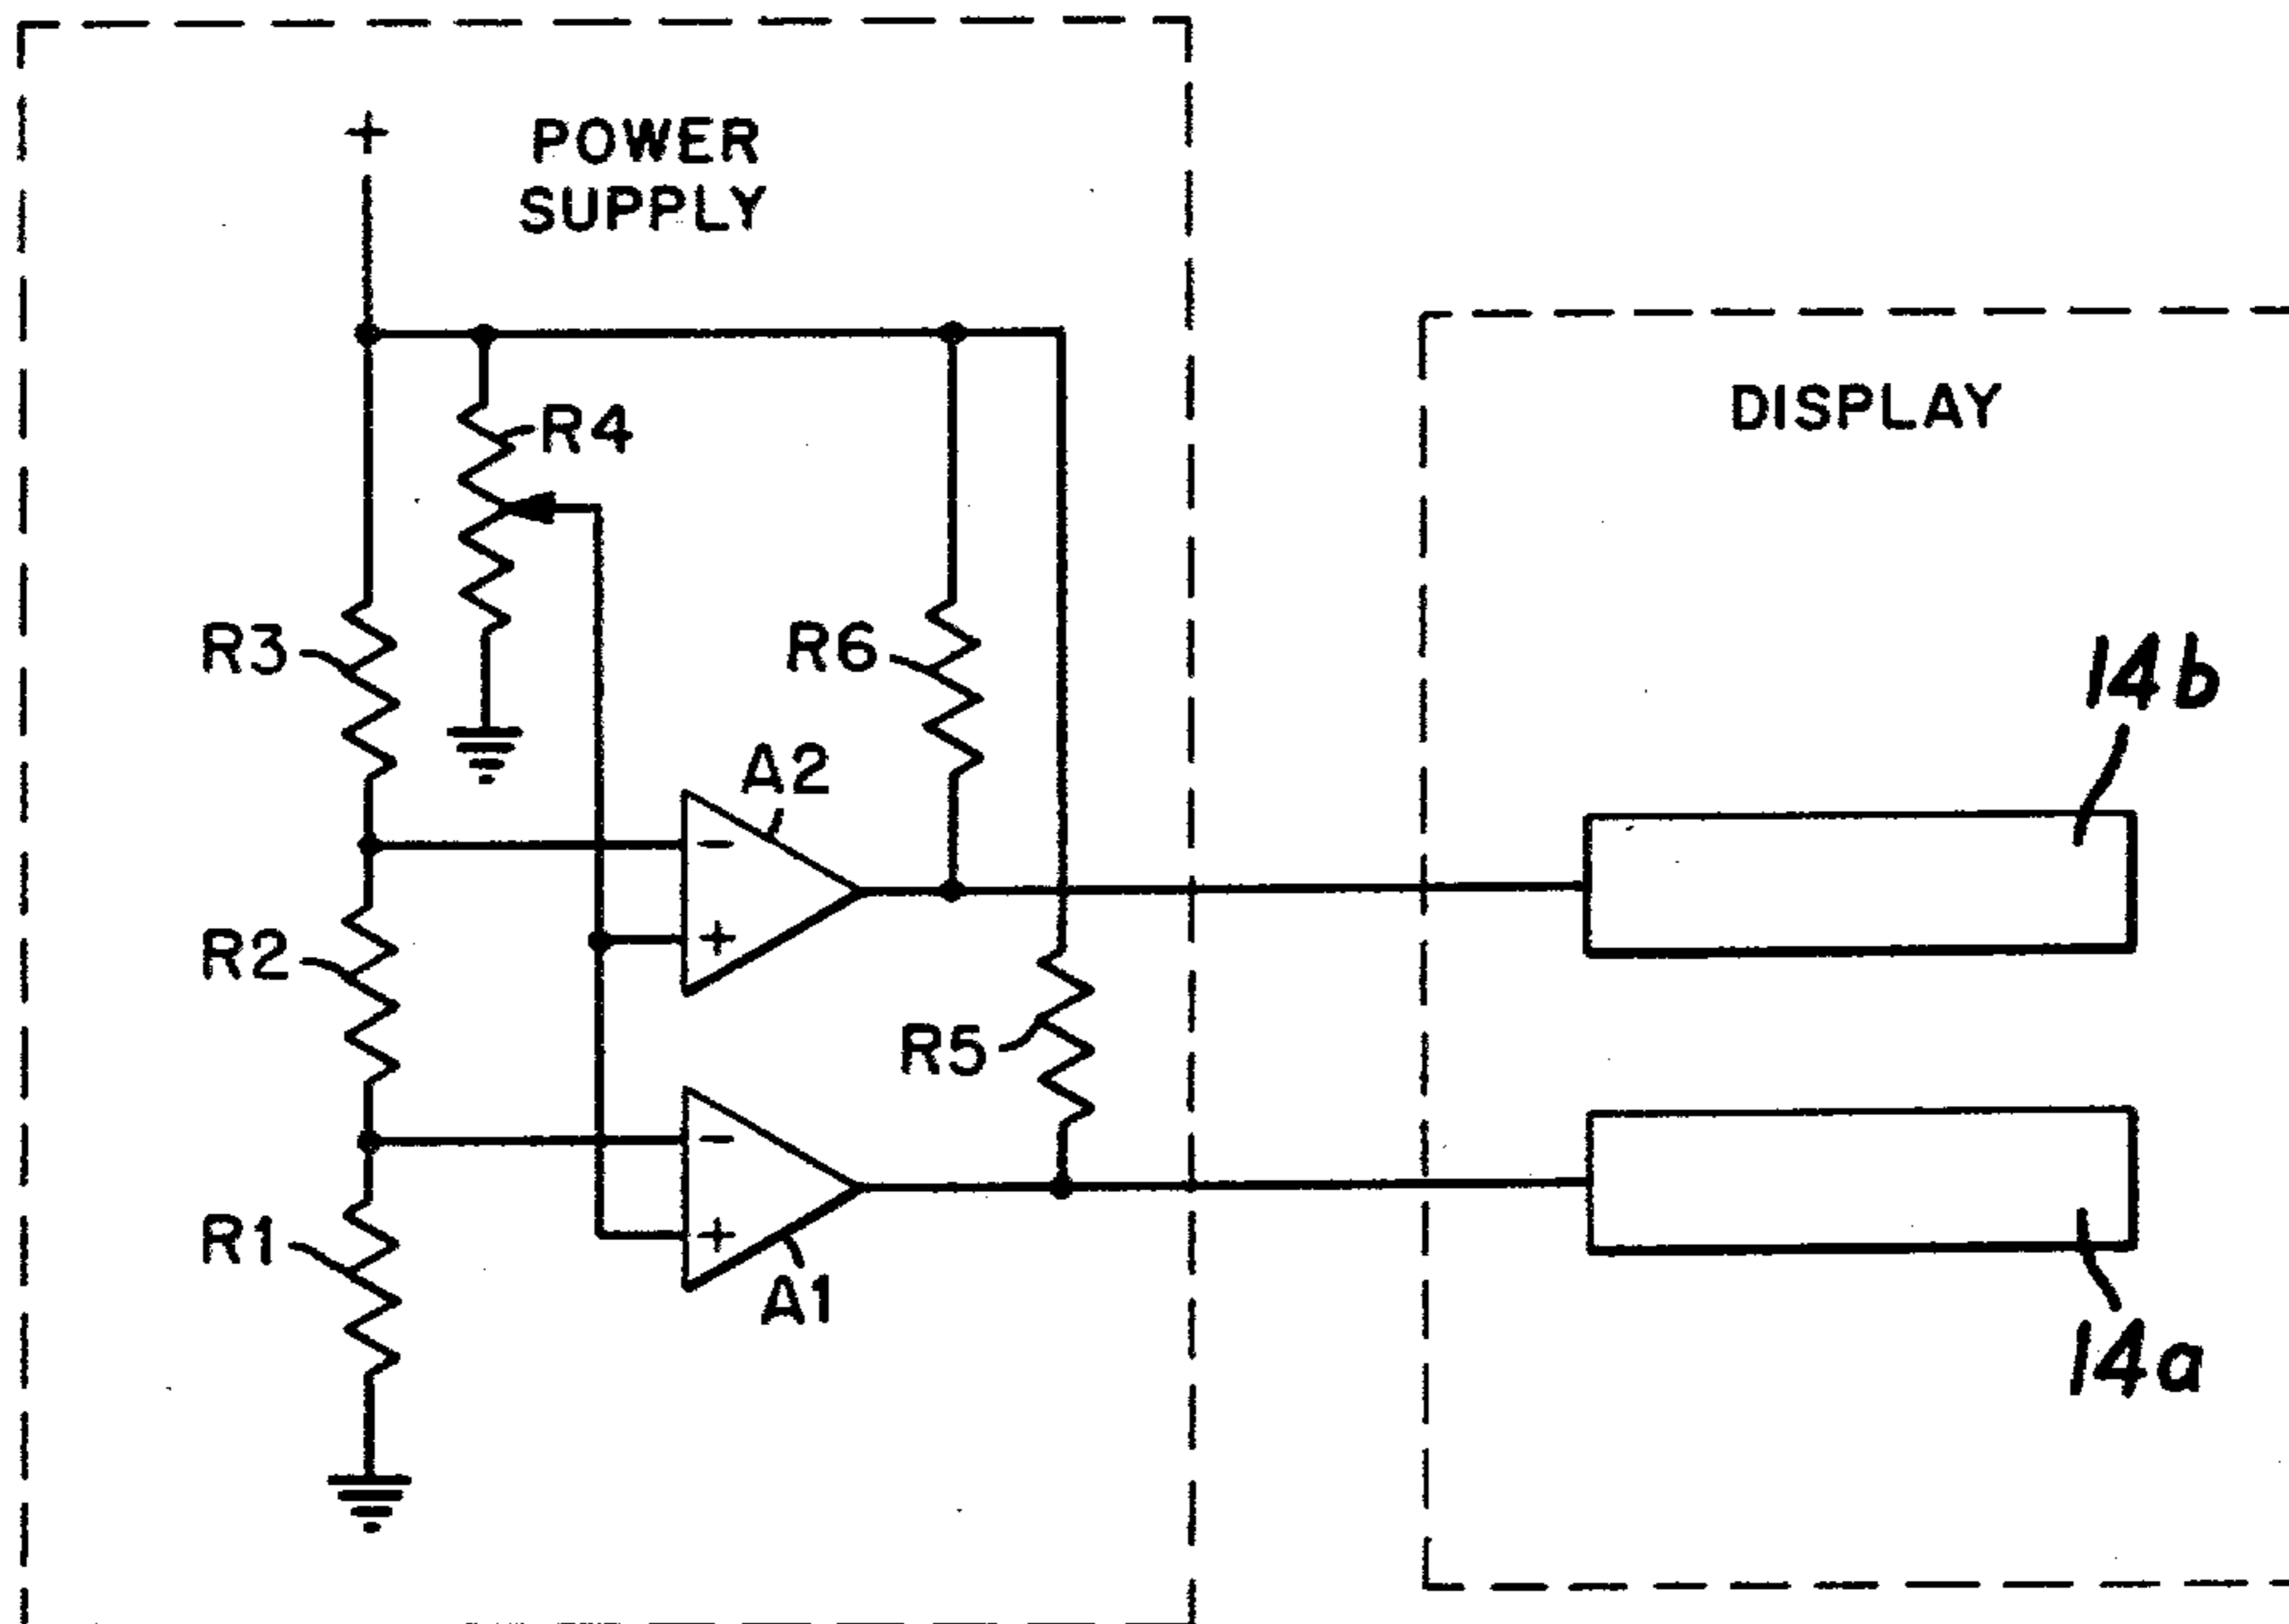 +
POWER
SUPPLY
DISPLAY
R4
R3
R6
14b
A2
−
R2
+
R5
−
R1
+
A1
14a